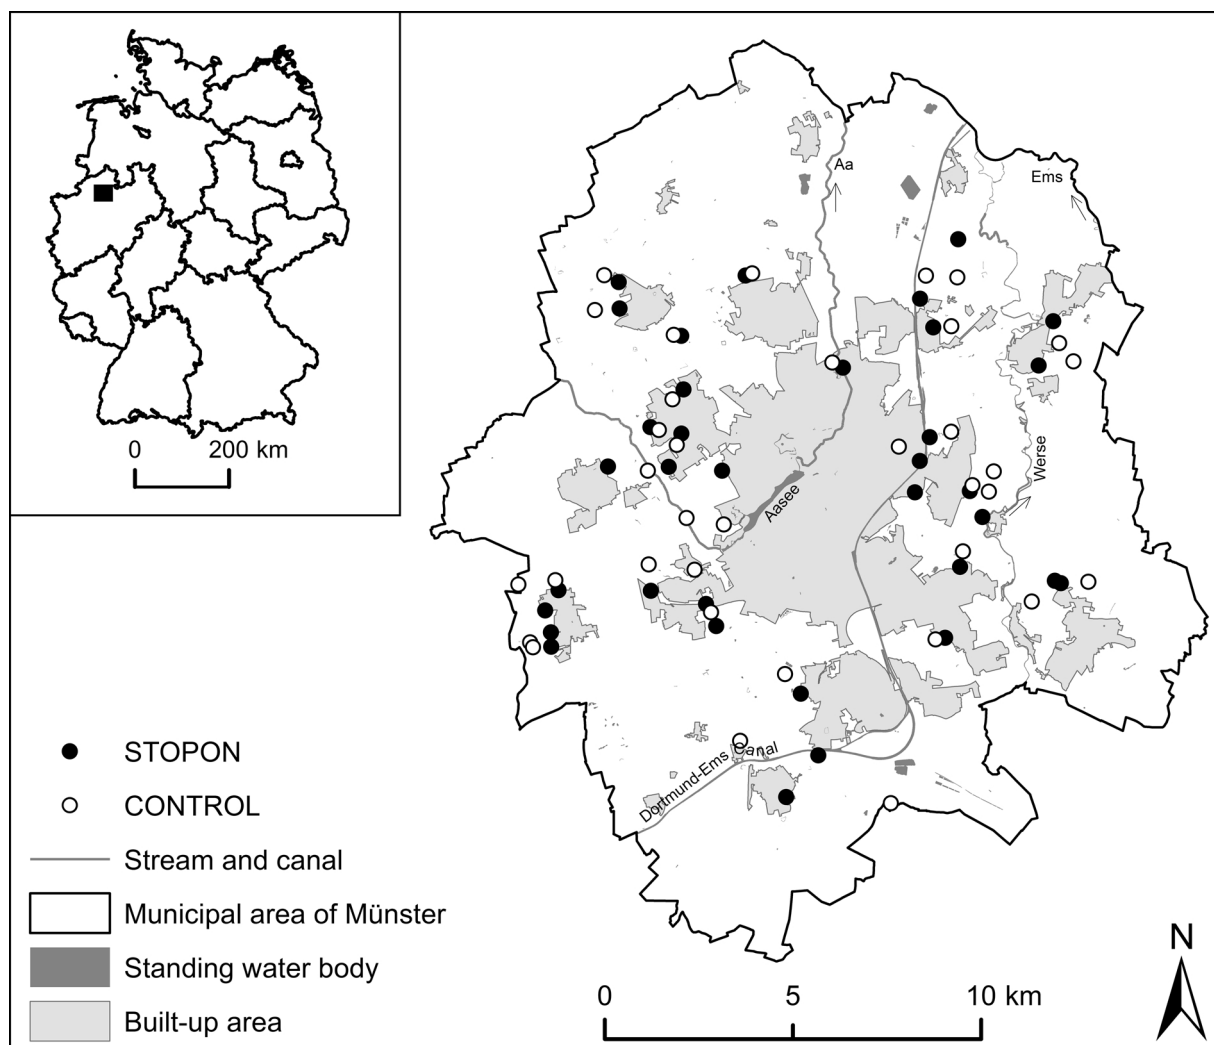 Aa
Ems
0 200 km
Werse
Aasee
STOPON
Dortmund-Ems Canal
CONTROL
Stream and canal
Municipal area of Münster
N
Standing water body
0 5 10 km
Built-up area